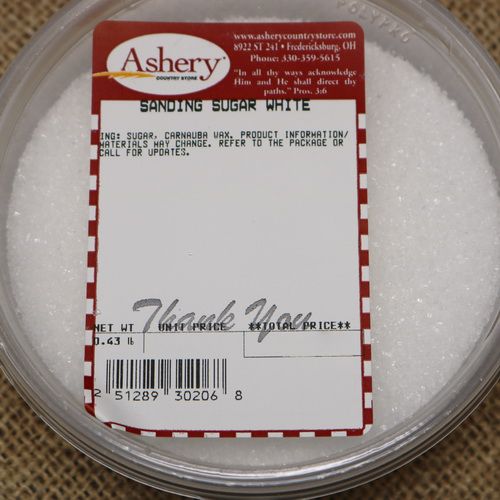 POLYPKG
Ashery
COUNTRY STORE
www.asherycountrystore.com
8922 ST 241 • Fredericksburg, OH
Phone: 330-359-5615
"In all thy ways acknowledge
Him and He shall direct thy
paths." Prov. 3:6
SANDING SUGAR WHITE
ING: SUGAR, CARNAUBA WAX. PRODUCT INFORMATION/
MATERIALS MAY CHANGE. REFER TO THE PACKAGE OR
CALL FOR UPDATES.
Thank You
NET WT UNIT PRICE **TOTAL PRICE**
0.43 lb
2 51289 30206 8